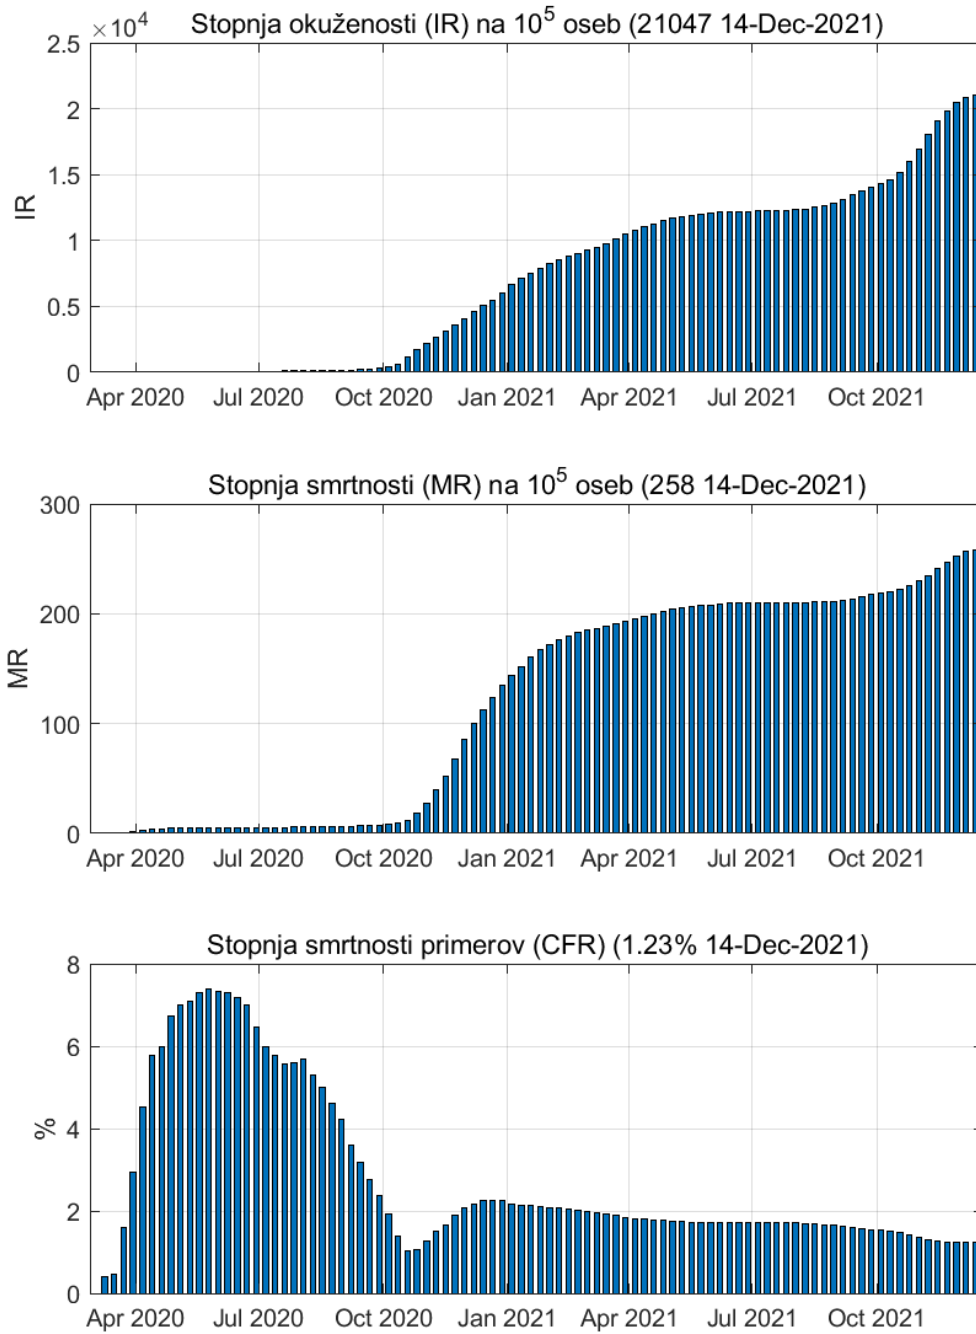 Stopnja okuženosti (IR) na 10^5 oseb (21047 14-Dec-2021)
×10^4
2.5
2
1.5
1
0.5
0
IR
Apr 2020 Jul 2020 Oct 2020 Jan 2021 Apr 2021 Jul 2021 Oct 2021
Stopnja smrtnosti (MR) na 10^5 oseb (258 14-Dec-2021)
300
200
100
0
MR
Apr 2020 Jul 2020 Oct 2020 Jan 2021 Apr 2021 Jul 2021 Oct 2021
Stopnja smrtnosti primerov (CFR) (1.23% 14-Dec-2021)
8
6
4
2
0
%
Apr 2020 Jul 2020 Oct 2020 Jan 2021 Apr 2021 Jul 2021 Oct 2021